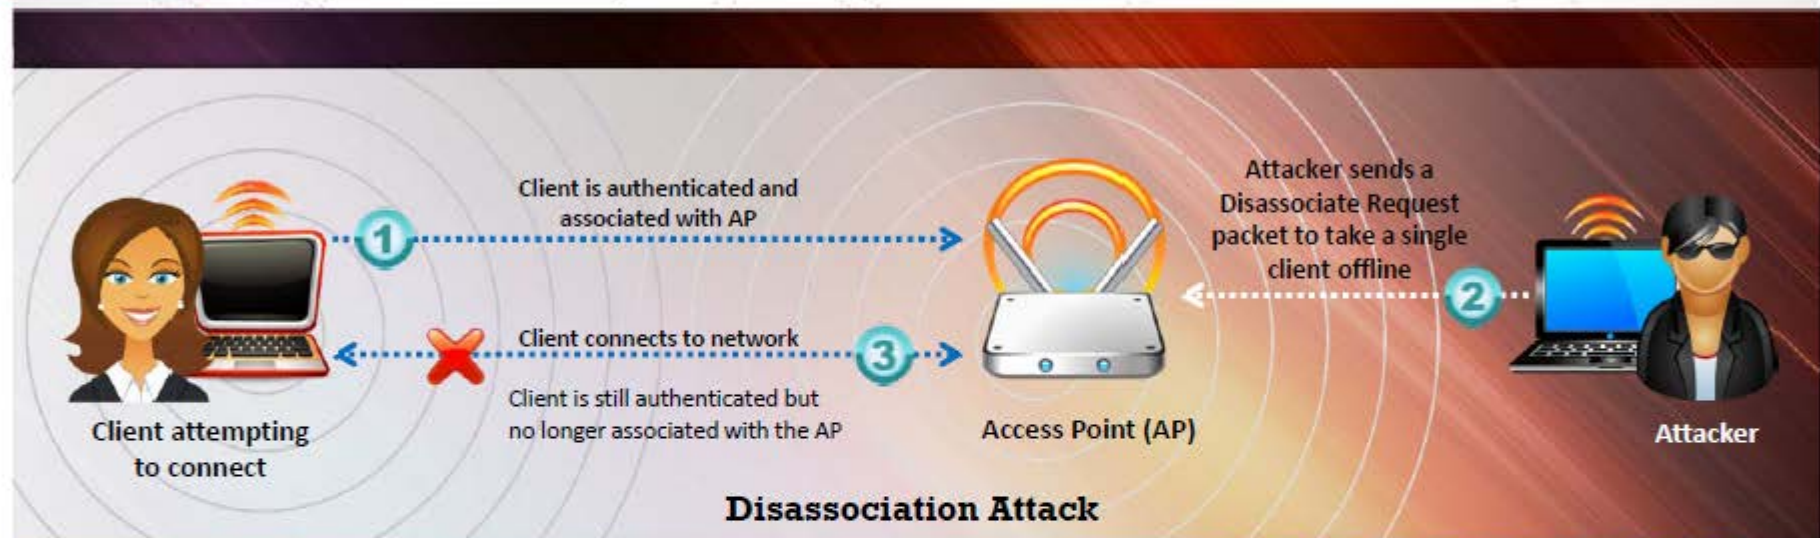 Client is authenticated and
associated with AP
1
Attacker sends a
Disassociate Request
packet to take a single
client offline
2
Client connects to network
3
Client is still authenticated but
no longer associated with the AP
Client attempting
to connect
Access Point (AP)
Attacker
Disassociation Attack